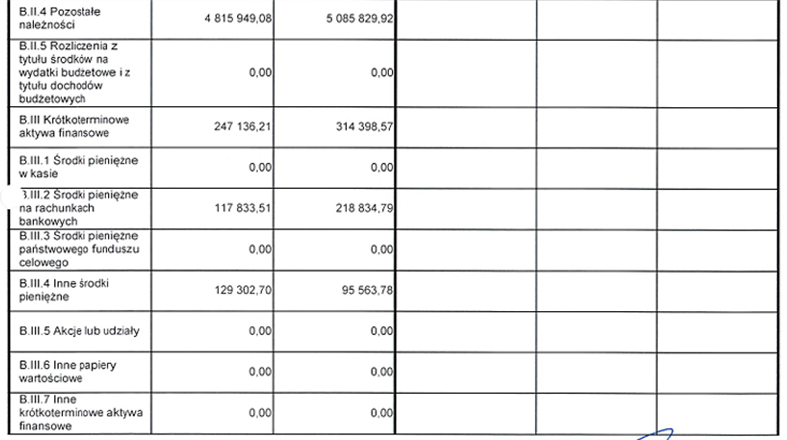 B.II.4 Pozostałe
należności
4 815 949,08
5 085 829,92
B.II.5 Rozliczenia z
tytułu środków na
wydatki budżetowe i z
tytułu dochodów
budżetowych
0,00
0,00
B.III Krótkoterminowe
aktywa finansowe
247 136,21
314 398,57
B.III.1 Środki pieniężne
w kasie
0,00
0,00
B.III.2 Środki pieniężne
na rachunkach
bankowych
117 833,51
218 834,79
B.III.3 Środki pieniężne
państwowego funduszu
celowego
0,00
0,00
B.III.4 Inne środki
pieniężne
129 302,70
95 563,78
B.III.5 Akcje lub udziały
0,00
0,00
B.III.6 Inne papiery
wartościowe
0,00
0,00
B.III.7 Inne
krótkoterminowe aktywa
finansowe
0,00
0,00